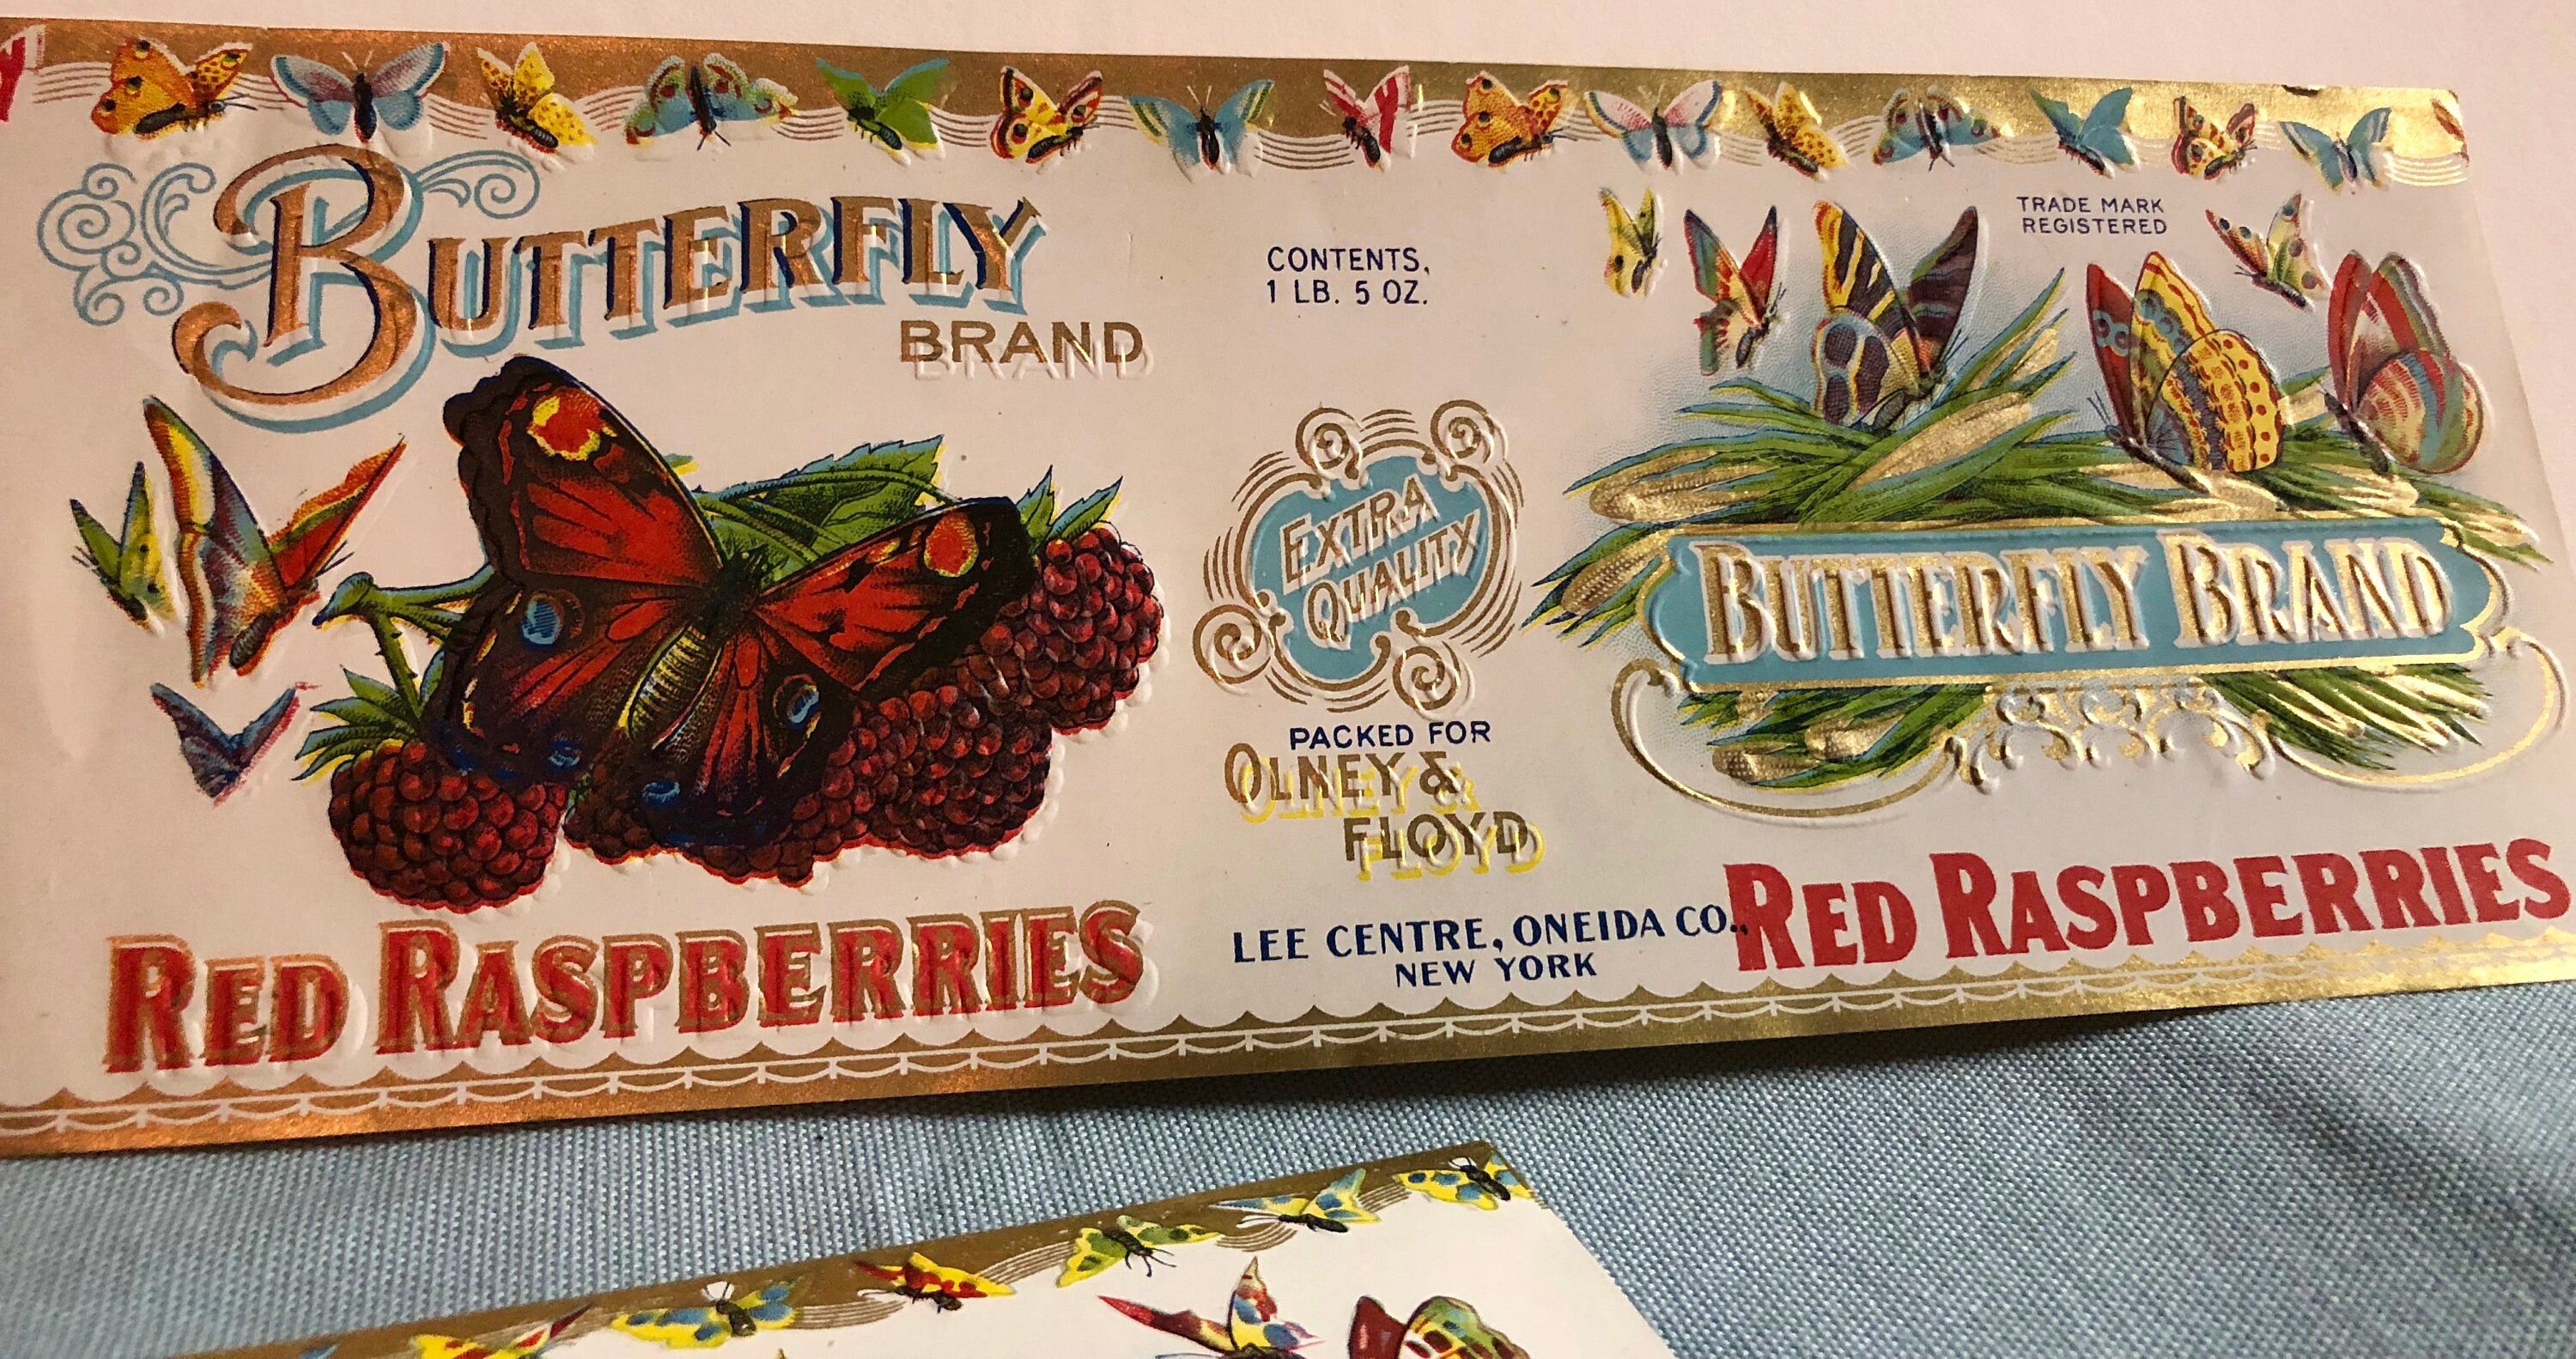 BUTTERFLY
BRAND
RED RASPBERRIES
CONTENTS,
1 LB. 5 OZ.
EXTRA
QUALITY
PACKED FOR
OLNEY &
FLOYD
LEE CENTRE, ONEIDA CO.,
NEW YORK
TRADE MARK
REGISTERED
BUTTERFLY BRAND
RED RASPBERRIES